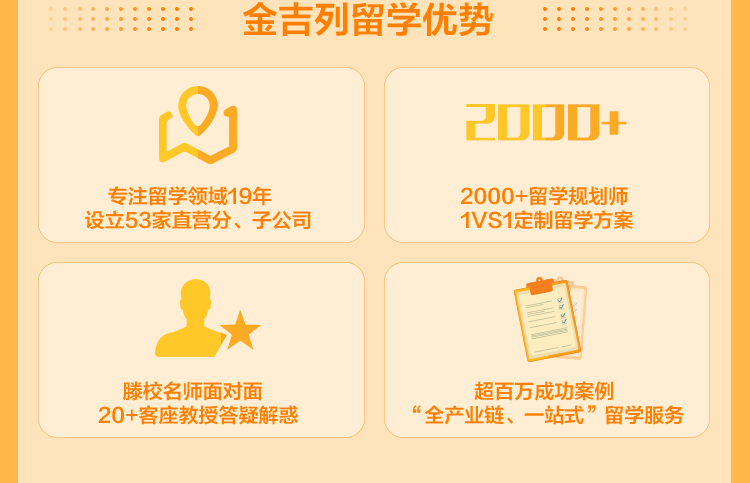 金吉列留学优势
2000+
专注留学领域19年
设立53家直营分、子公司
2000+留学规划师
1VS1定制留学方案
滕校名师面对面
20+客座教授答疑解惑
超百万成功案例
“全产业链、一站式”留学服务